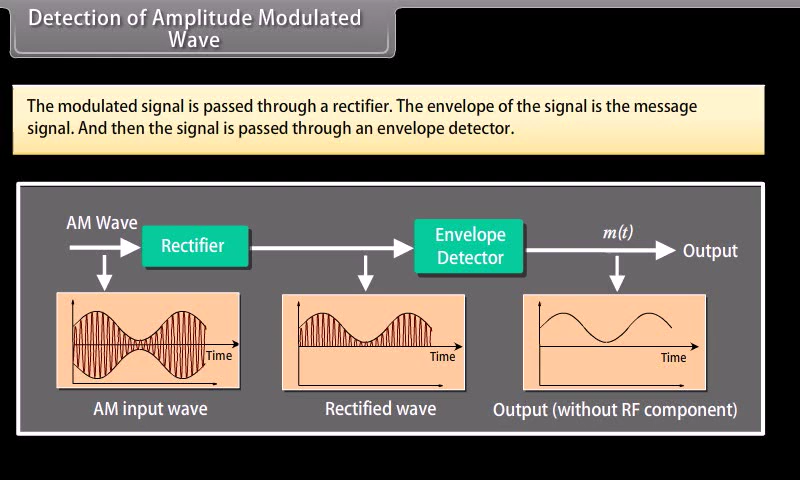 Detection of Amplitude Modulated
Wave
The modulated signal is passed through a rectifier. The envelope of the signal is the message
signal. And then the signal is passed through an envelope detector.
AM Wave
Rectifier
Envelope
Detector
m(t)
Output
Time
Time
Time
AM input wave
Rectified wave
Output (without RF component)